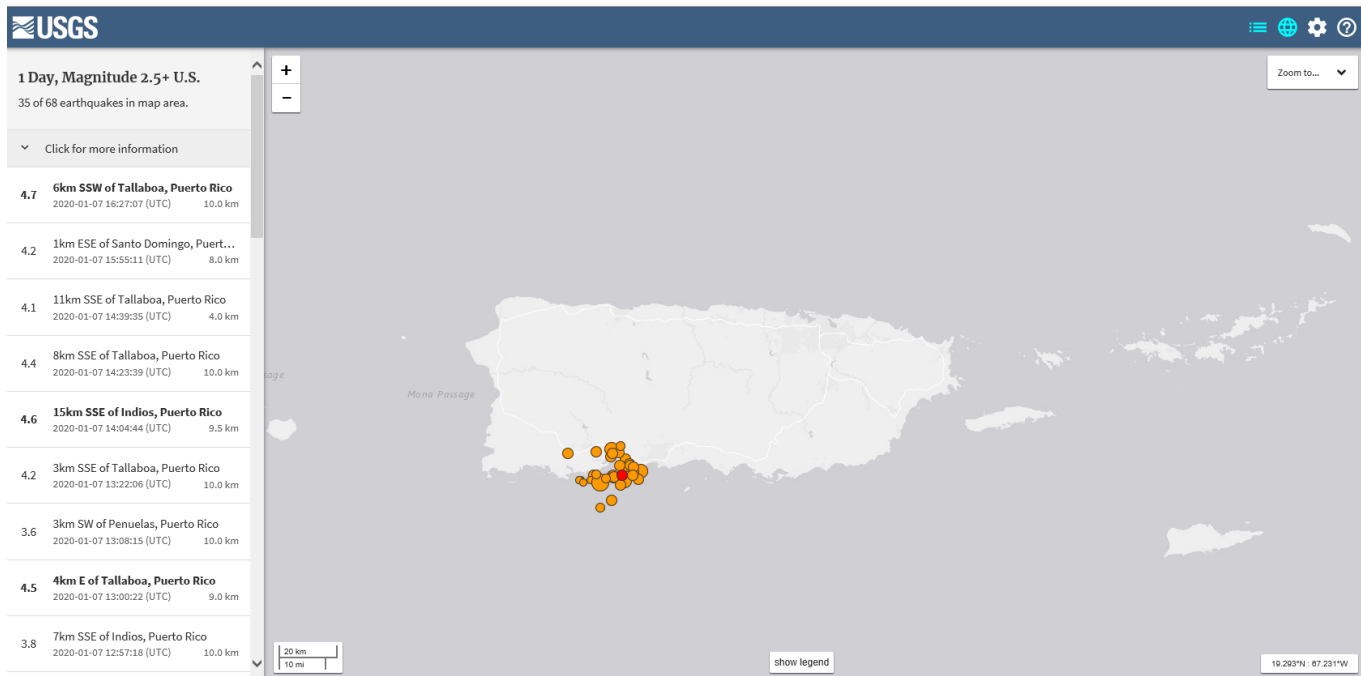 USGS
1 Day, Magnitude 2.5+ U.S.
35 of 68 earthquakes in map area.
Click for more information
4.7 6km SSW of Tallaboa, Puerto Rico
2020-01-07 16:27:07 (UTC) 10.0 km
4.2 1km ESE of Santo Domingo, Puert...
2020-01-07 15:55:11 (UTC) 8.0 km
4.1 11km SSE of Tallaboa, Puerto Rico
2020-01-07 14:39:35 (UTC) 4.0 km
4.4 8km SSE of Tallaboa, Puerto Rico
2020-01-07 14:23:39 (UTC) 10.0 km
4.6 15km SSE of Indios, Puerto Rico
2020-01-07 14:04:44 (UTC) 9.5 km
4.2 3km SSE of Tallaboa, Puerto Rico
2020-01-07 13:22:06 (UTC) 10.0 km
3.6 3km SW of Penuelas, Puerto Rico
2020-01-07 13:08:15 (UTC) 10.0 km
4.5 4km E of Tallaboa, Puerto Rico
2020-01-07 13:00:22 (UTC) 9.0 km
3.8 7km SSE of Indios, Puerto Rico
2020-01-07 12:57:18 (UTC) 10.0 km
+
−
Zoom to...
Mona Passage
20 km
10 mi
show legend
19.293°N : 67.231°W